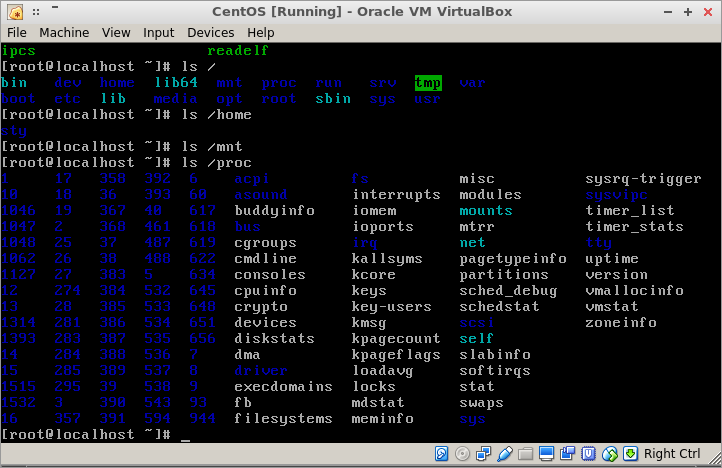 CentOS [Running] - Oracle VM VirtualBox
File Machine View Input Devices Help
ipcs readelf
[root@localhost ~]# ls /
bin dev home lib64 mnt proc run srv tmp var
boot etc lib media opt root sbin sys usr
[root@localhost ~]# ls /home
sty
[root@localhost ~]# ls /mnt
[root@localhost ~]# ls /proc
1 17 350 392 6 acpi fs misc sysrq-trigger
10 18 36 393 60 asound interrupts modules sysvipc
1046 19 367 40 617 buddyinfo iomem mounts timer_list
1047 2 368 461 618 bus ioports mtrr timer_stats
1048 25 37 487 619 cgroups irq net tty
1062 26 38 488 622 cmdline kallsyms pagetypeinfo uptime
1127 27 383 5 634 consoles kcore partitions version
12 274 384 532 645 cpuinfo keys sched_debug vmallocinfo
13 28 385 533 648 crypto key-users schedstat vmstat
1314 281 386 534 651 devices kmsg scsi zoneinfo
1393 283 387 535 656 diskstats kpagecount self
14 284 388 536 7 dma kpageflags slabinfo
15 285 389 537 8 driver loadavg softirqs
1515 295 39 538 9 execdomains locks stat
1532 3 390 543 93 fb mdstat swaps
16 357 391 594 944 filesystems meminfo sys
[root@localhost ~]# _
Right Ctrl